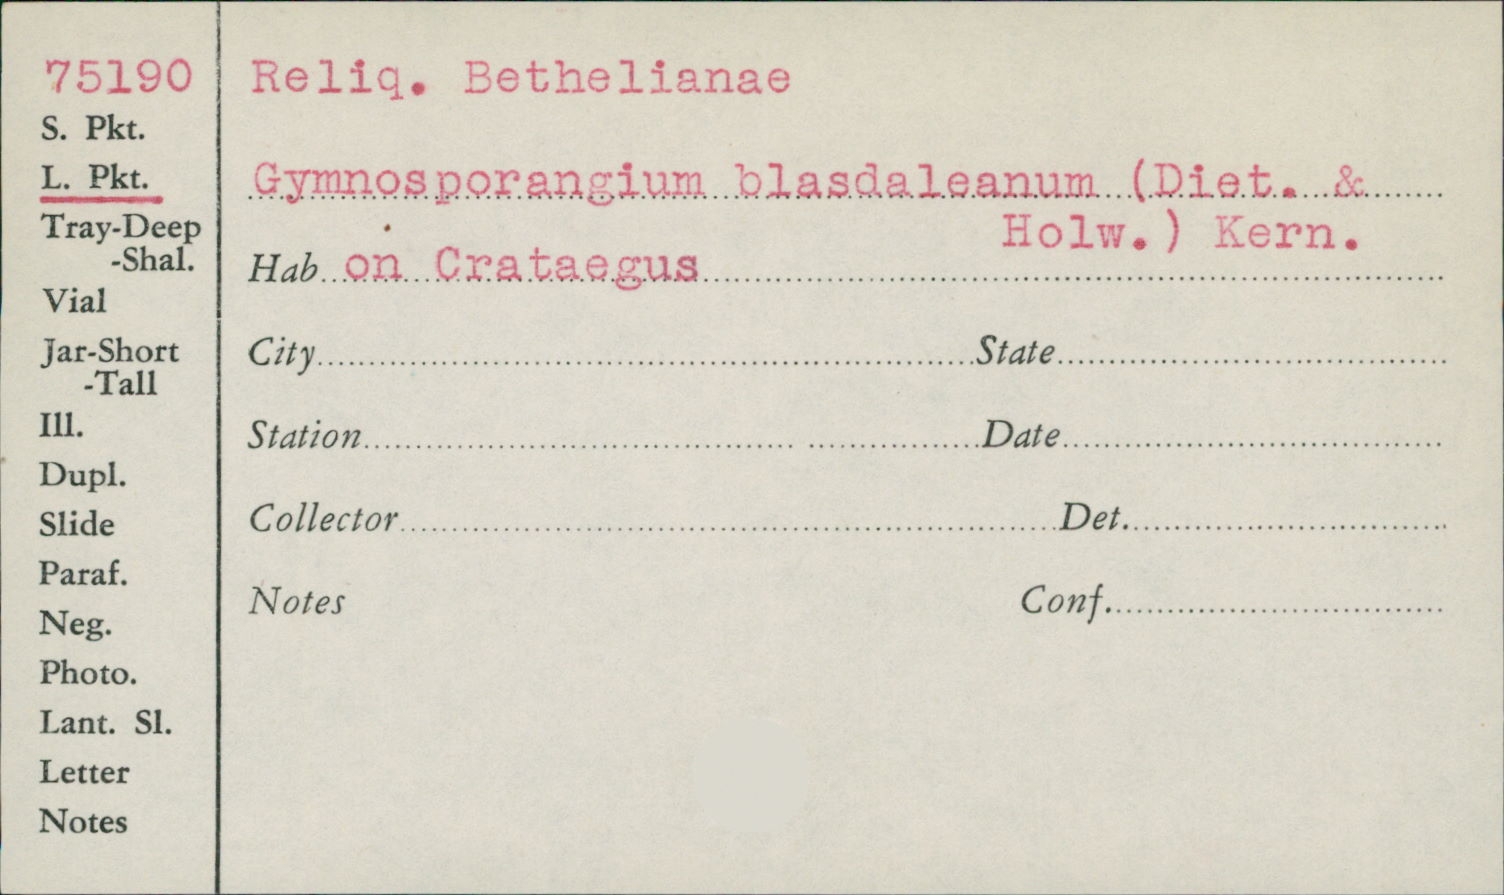 75190
S. Pkt.
L. Pkt.
Tray-Deep
-Shal.
Vial
Jar-Short
-Tall
Ill.
Dupl.
Slide
Paraf.
Neg.
Photo.
Lant. Sl.
Letter
Notes
Reliq. Bethelianae
Gymnosporangium blasdaleanum (Diet. &
Holw.) Kern.
Hab on Crataegus
City State
Station Date
Collector Det.
Notes Conf.